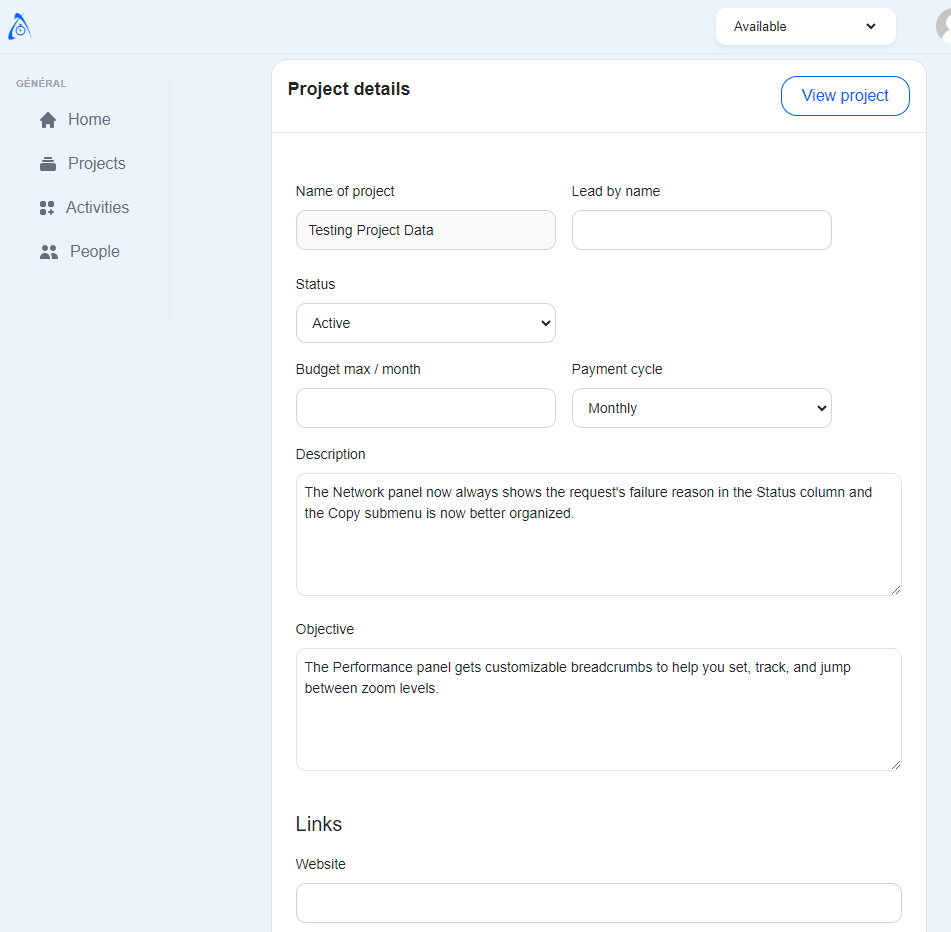 Available
GÉNÉRAL
Home
Projects
Activities
People
Project details
View project
Name of project
Lead by name
Testing Project Data
Status
Active
Budget max / month
Payment cycle
Monthly
Description
The Network panel now always shows the request's failure reason in the Status column and
the Copy submenu is now better organized.
Objective
The Performance panel gets customizable breadcrumbs to help you set, track, and jump
between zoom levels.
Links
Website